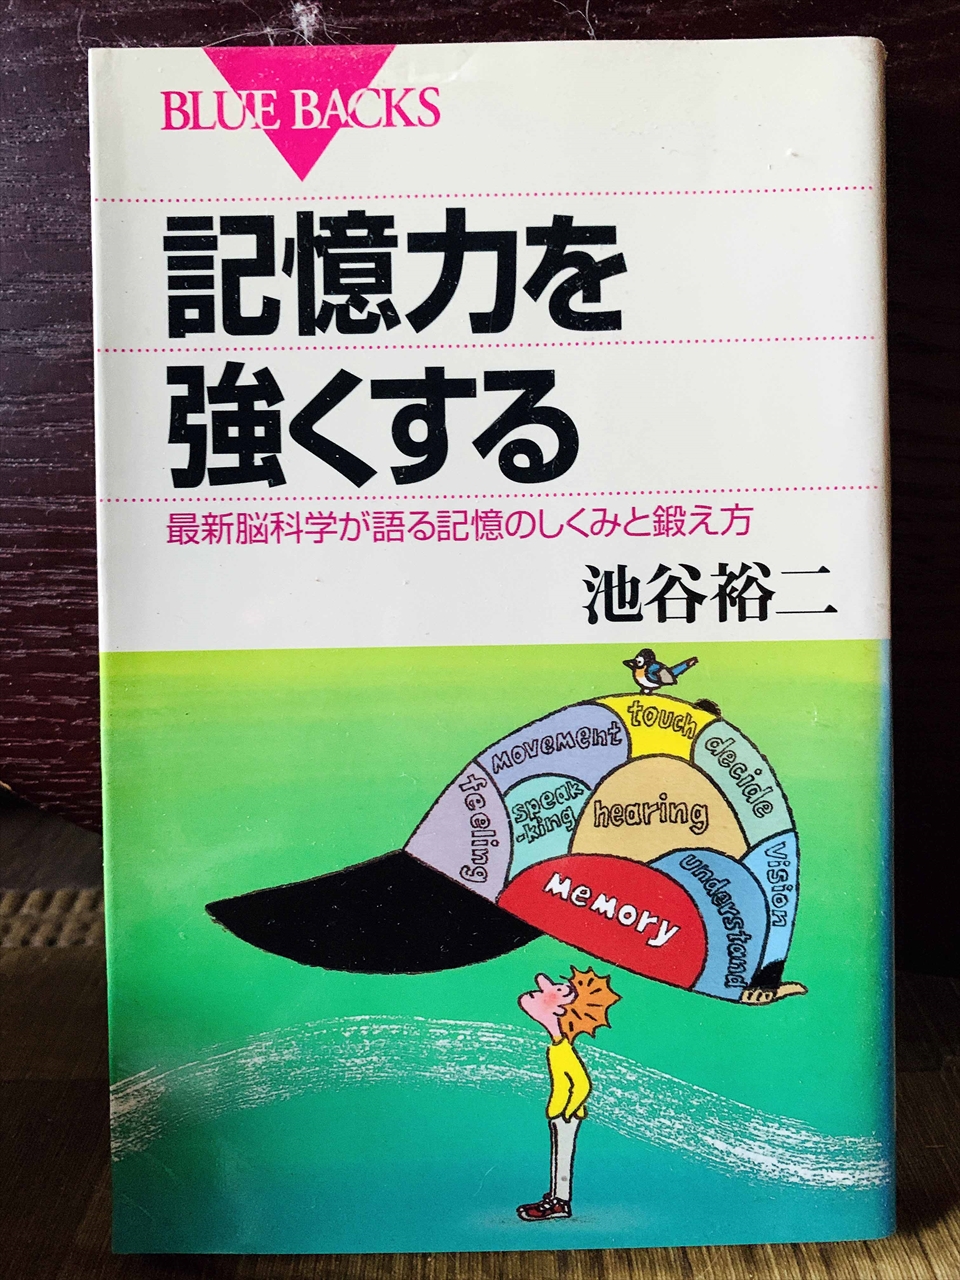 BLUE BACKS
記憶力を
強くする
最新脳科学が語る記憶のしくみと鍛え方
池谷裕二
touch
movement
decide
feeling
speak
-king
hearing
vision
memory
understand